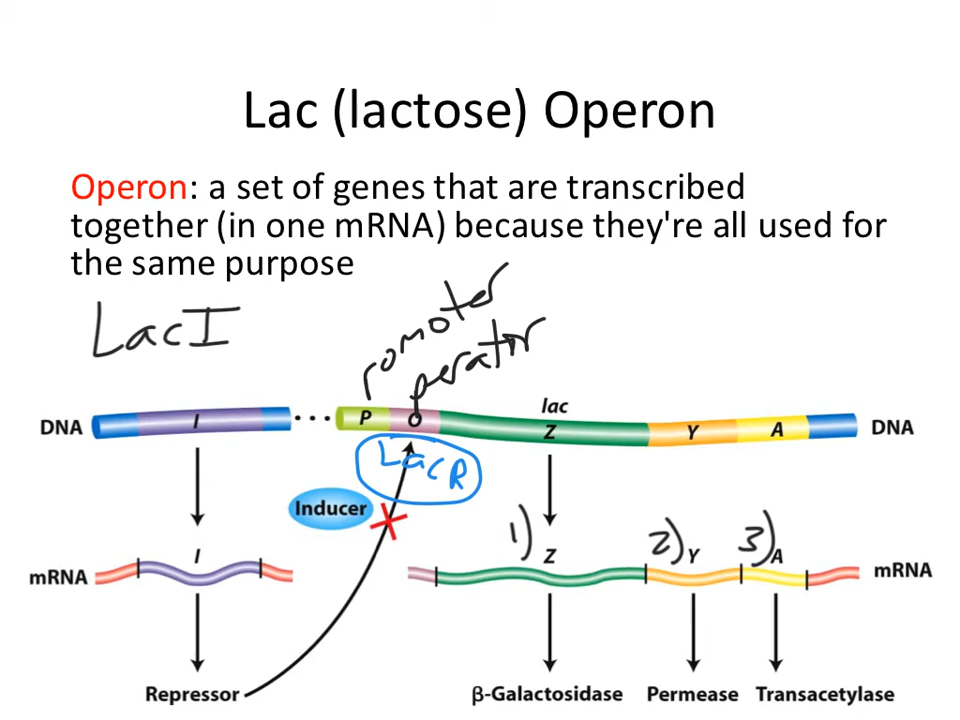 Lac (lactose) Operon
Operon: a set of genes that are transcribed
together (in one mRNA) because they're all used for
the same purpose
LacI
romoter
perator
lac
DNA I P O Z Y A DNA
LacR
Inducer
1) 2) 3)
I Z Y A
mRNA mRNA
Repressor β-Galactosidase Permease Transacetylase